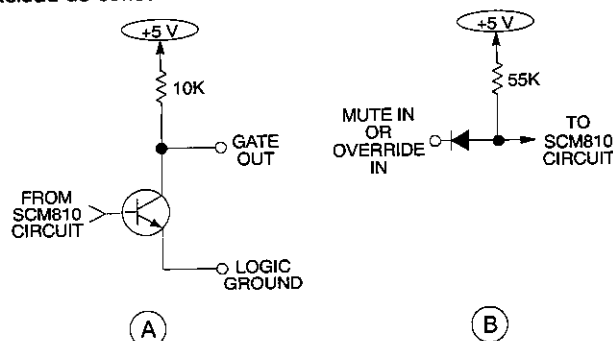 +5 V
10K
GATE
OUT
FROM
SCM810
CIRCUIT
LOGIC
GROUND
A
+5 V
55K
MUTE IN
OR
OVERRIDE
IN
TO
SCM810
CIRCUIT
B